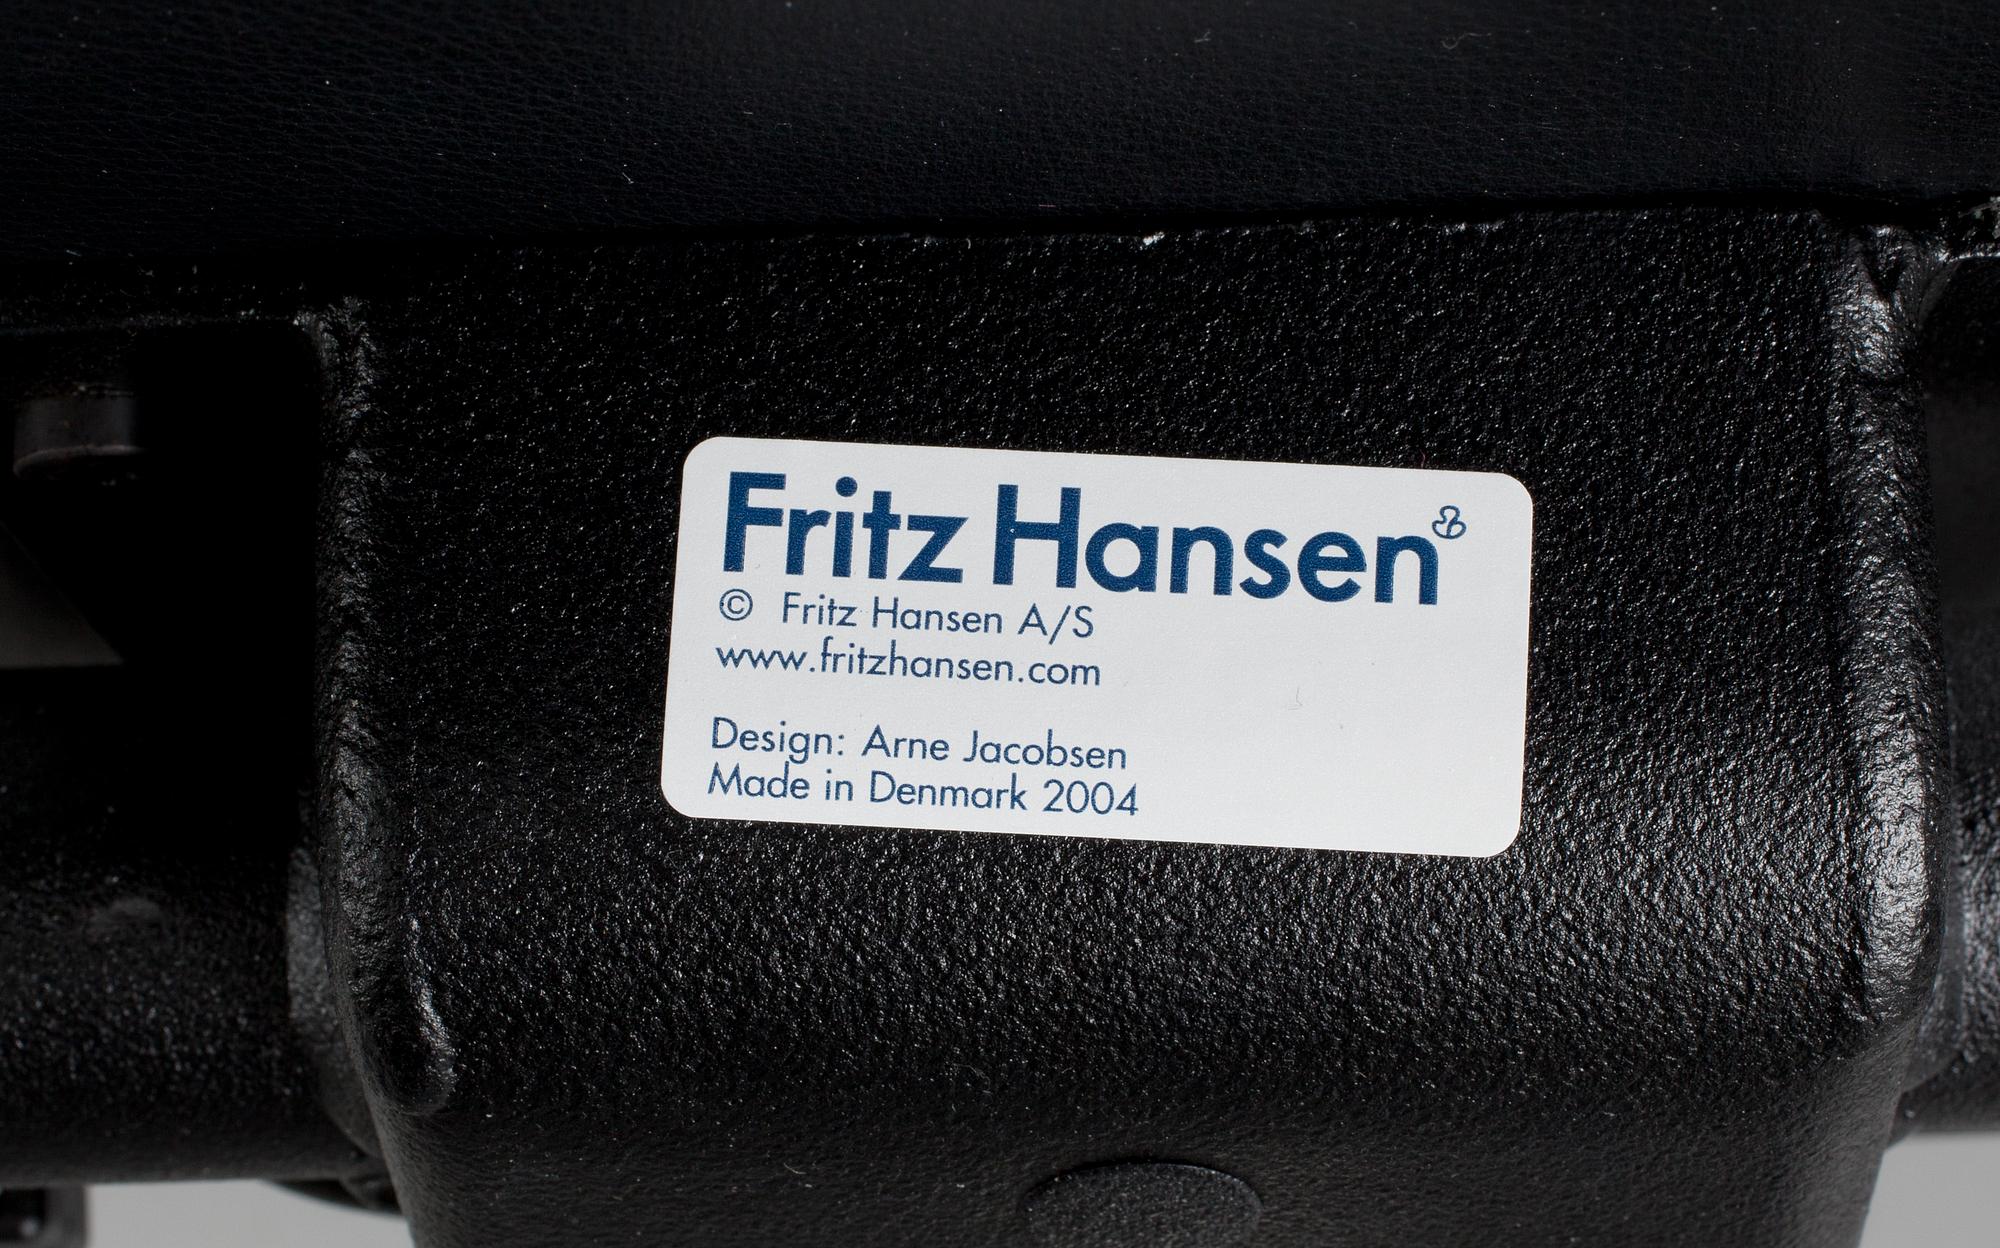 Fritz Hansen
© Fritz Hansen A/S
www.fritzhansen.com
Design: Arne Jacobsen
Made in Denmark 2004